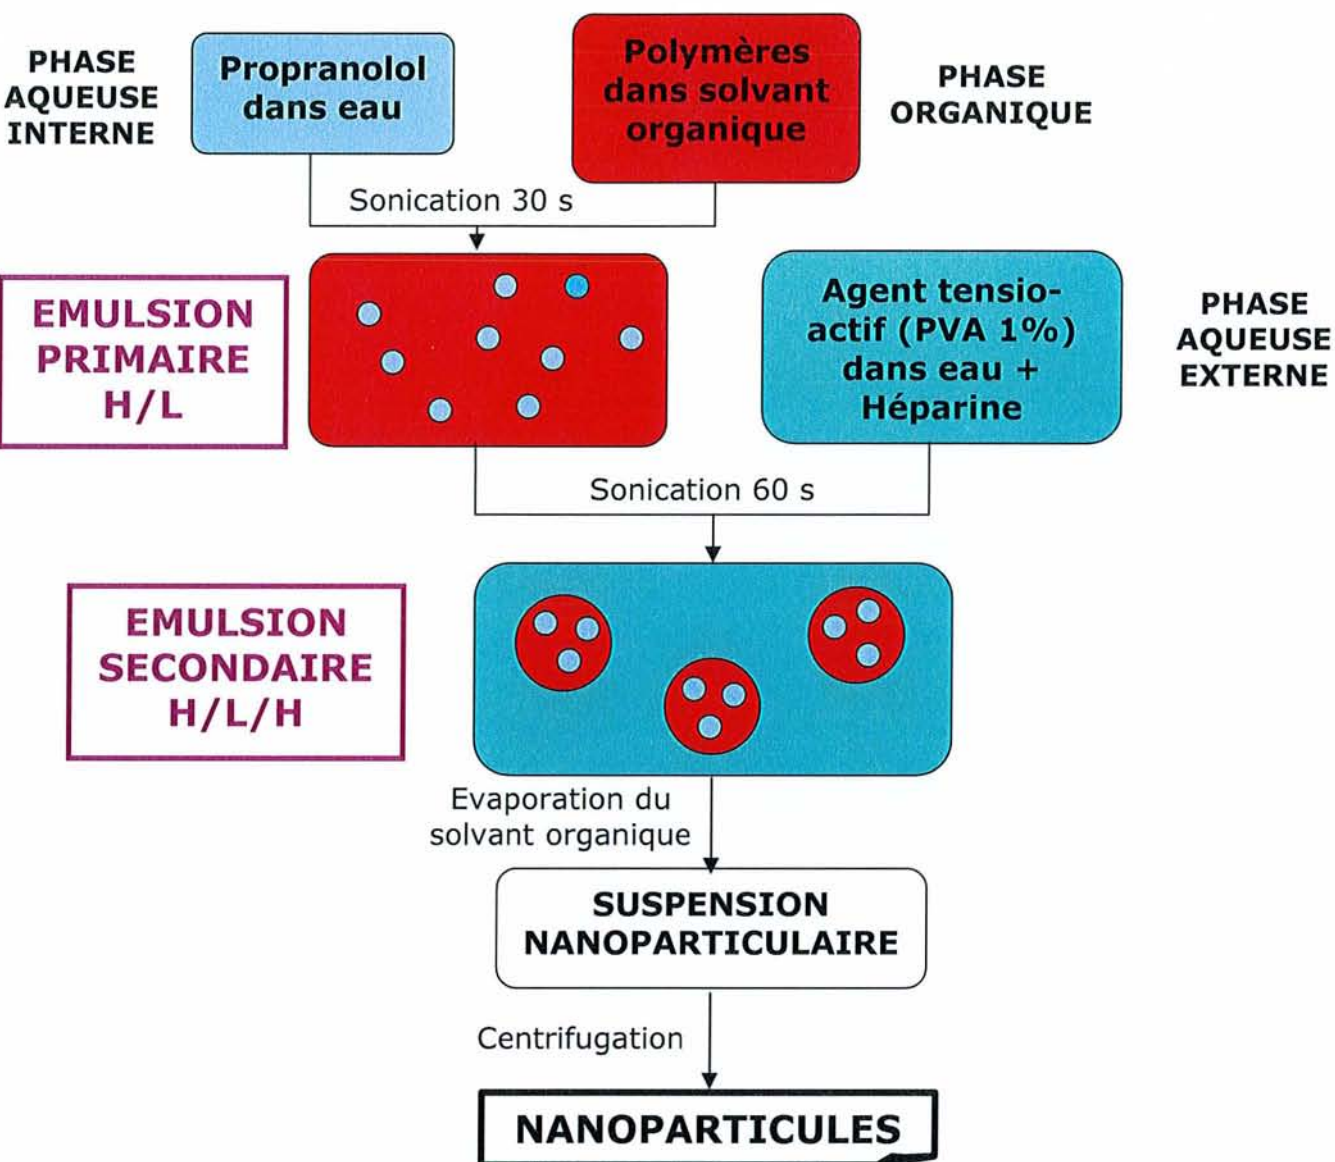 PHASE
AQUEUSE
INTERNE
Propranolol
dans eau
Polymères
dans solvant
organique
PHASE
ORGANIQUE
Sonication 30 s
EMULSION
PRIMAIRE
H/L
Agent tensio-
actif (PVA 1%)
dans eau +
Héparine
PHASE
AQUEUSE
EXTERNE
Sonication 60 s
EMULSION
SECONDAIRE
H/L/H
Evaporation du
solvant organique
SUSPENSION
NANOPARTICULAIRE
Centrifugation
NANOPARTICULES